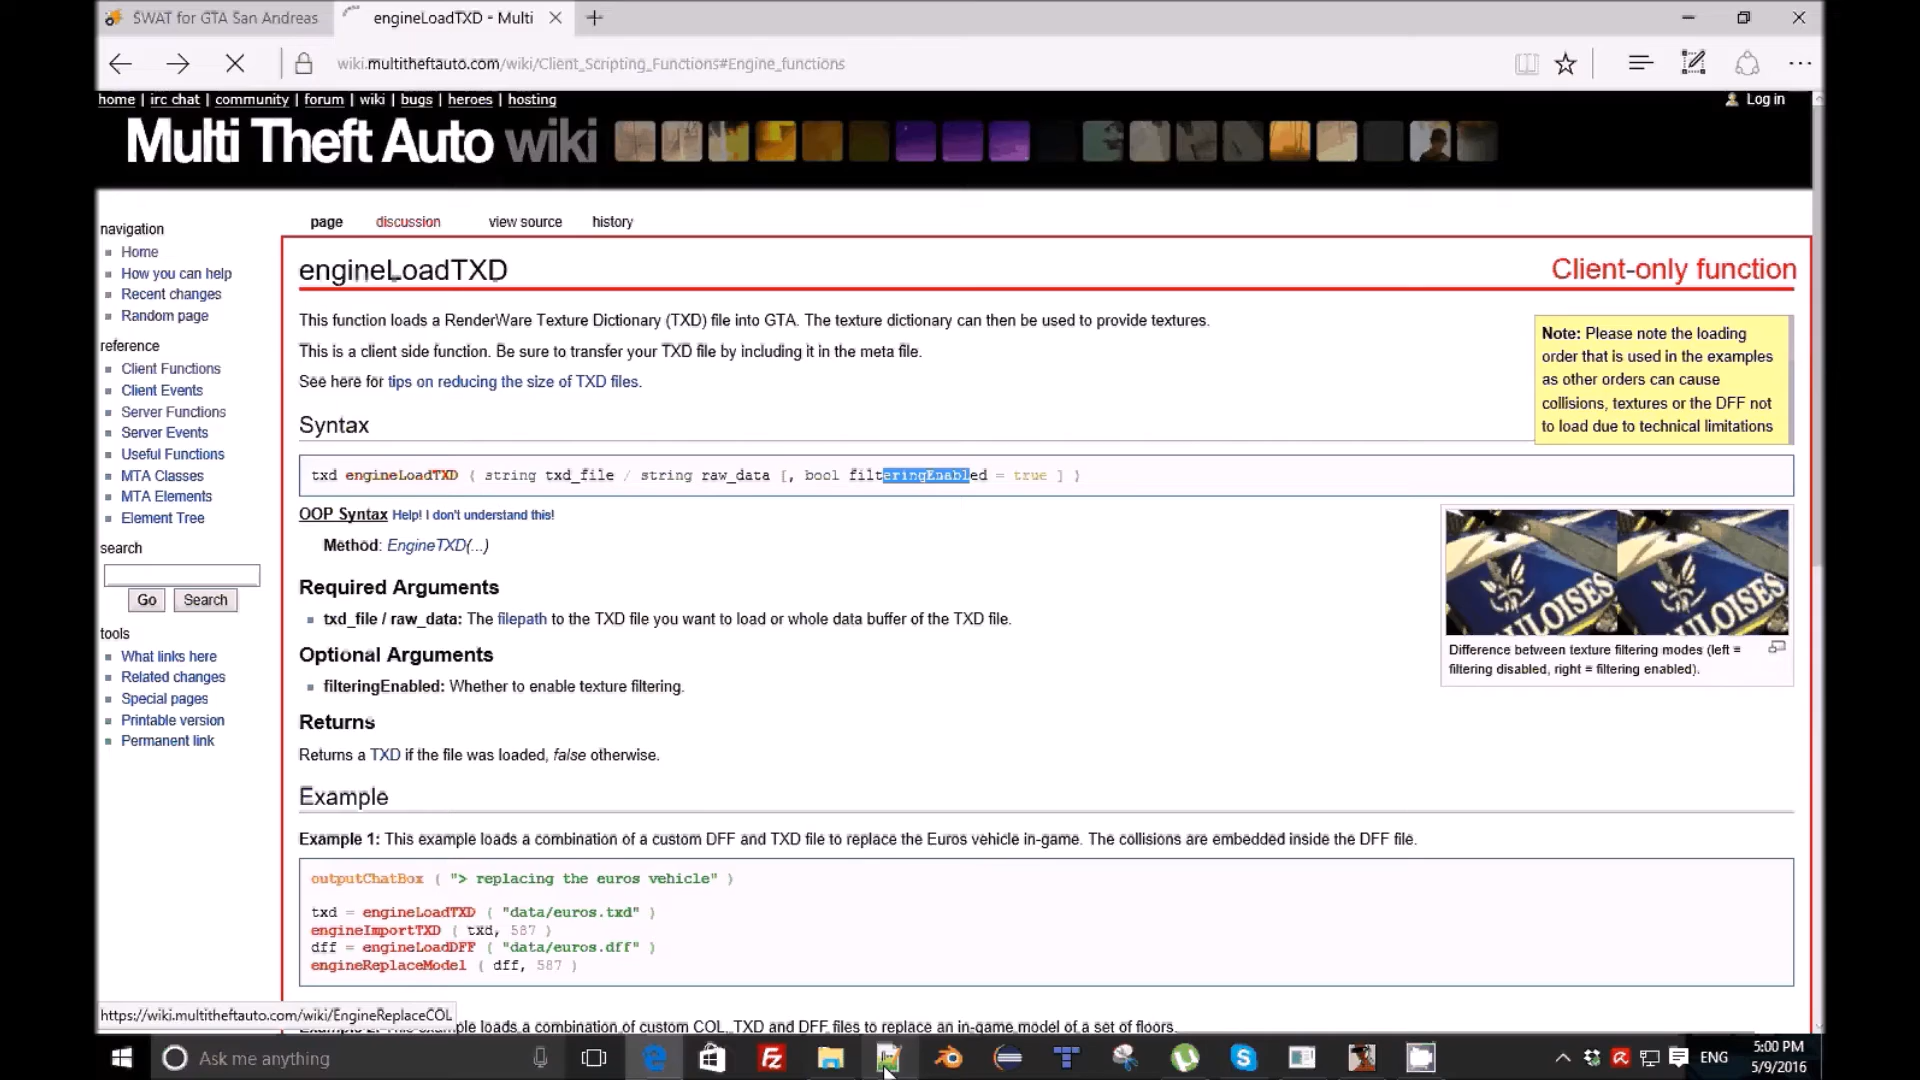 SWAT for GTA San Andreas
engineLoadTXD - Multi
wiki.multitheftauto.com/wiki/Client_Scripting_Functions#Engine_functions
home | irc chat | community | forum | wiki | bugs | heroes | hosting
Log in
Multi Theft Auto wiki
page discussion view source history
navigation
Home
How you can help
Recent changes
Random page
reference
Client Functions
Client Events
Server Functions
Server Events
Useful Functions
MTA Classes
MTA Elements
Element Tree
search
Go Search
tools
What links here
Related changes
Special pages
Printable version
Permanent link
engineLoadTXD
Client-only function
This function loads a RenderWare Texture Dictionary (TXD) file into GTA. The texture dictionary can then be used to provide textures.
This is a client side function. Be sure to transfer your TXD file by including it in the meta file.
See here for tips on reducing the size of TXD files.
Note: Please note the loading
order that is used in the examples
as other orders can cause
collisions, textures or the DFF not
to load due to technical limitations
Syntax
txd engineLoadTXD ( string txd_file / string raw_data [, bool filteringEnabled = true ] )
OOP Syntax Help! I don't understand this!
Method: EngineTXD(...)
ULOISES ULOISES
Difference between texture filtering modes (left =
filtering disabled, right = filtering enabled).
Required Arguments
txd_file / raw_data: The filepath to the TXD file you want to load or whole data buffer of the TXD file.
Optional Arguments
filteringEnabled: Whether to enable texture filtering.
Returns
Returns a TXD if the file was loaded, false otherwise.
Example
Example 1: This example loads a combination of a custom DFF and TXD file to replace the Euros vehicle in-game. The collisions are embedded inside the DFF file.
outputChatBox ( "> replacing the euros vehicle" )
txd = engineLoadTXD ( "data/euros.txd" )
engineImportTXD ( txd, 587 )
dff = engineLoadDFF ( "data/euros.dff" )
engineReplaceModel ( dff, 587 )
https://wiki.multitheftauto.com/wiki/EngineReplaceCOL
example loads a combination of custom COL, TXD and DFF files to replace an in-game model of a set of floors.
Ask me anything
ENG
5:00 PM
5/9/2016